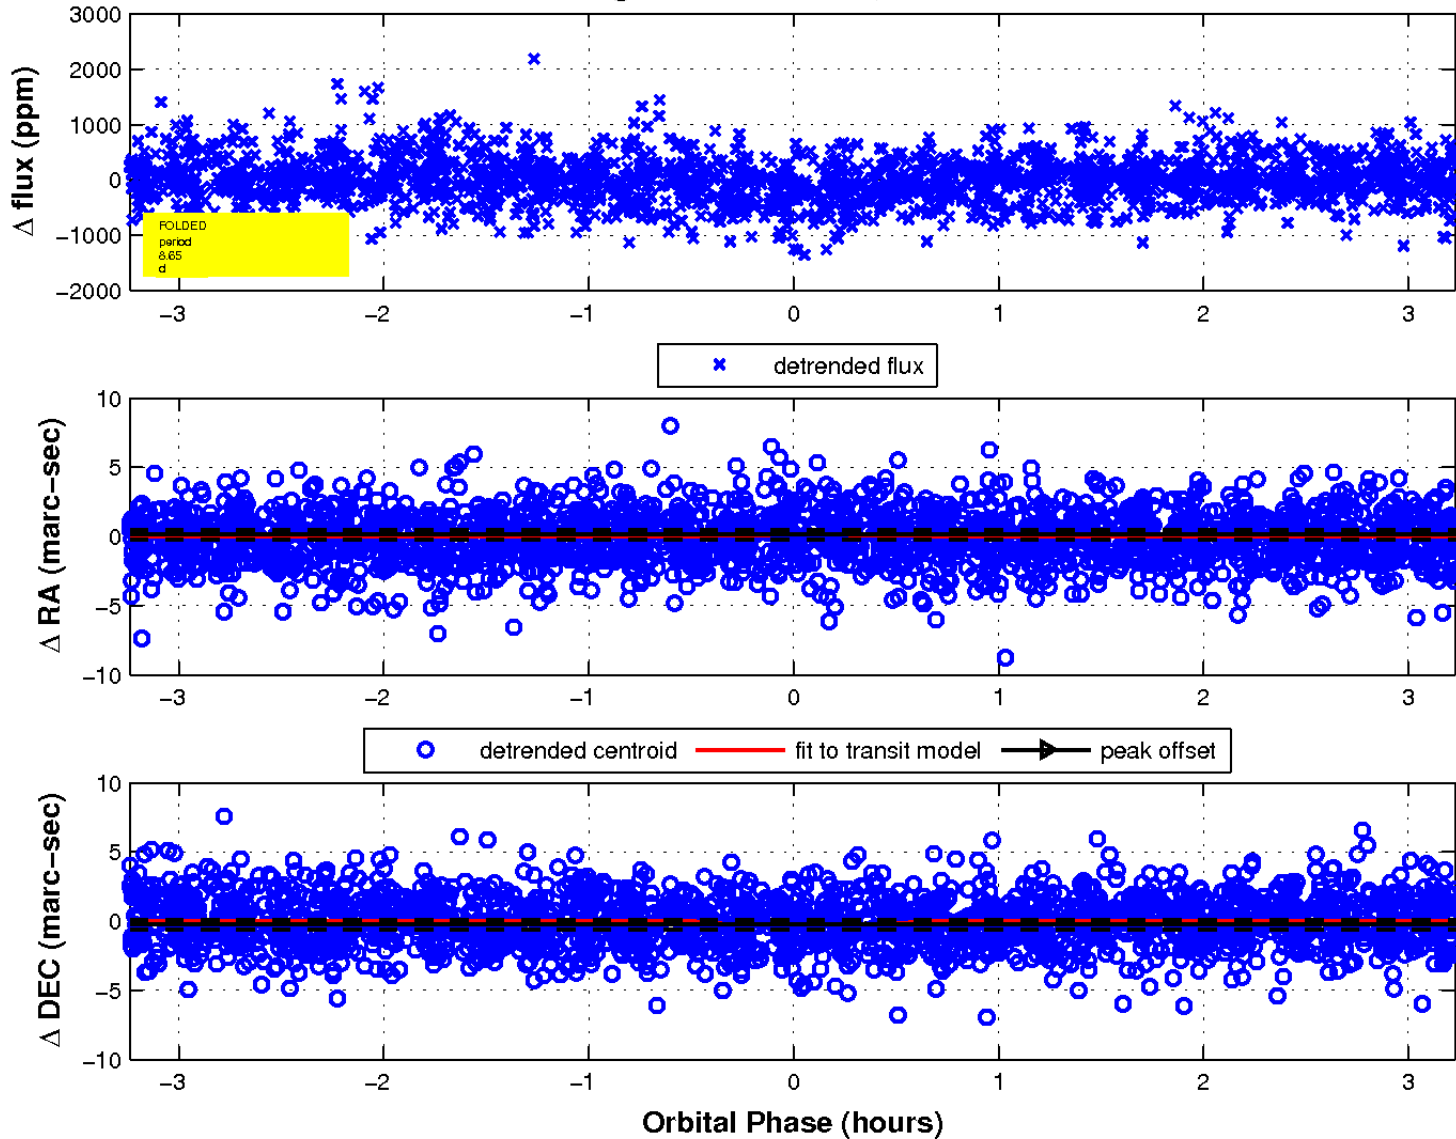 3000
2000
1000
0
−1000
−2000
Δ flux (ppm)
FOLDED
period
8.65
d
−3 −2 −1 0 1 2 3
detrended flux
10
5
0
−5
−10
Δ RA (marc−sec)
−3 −2 −1 0 1 2 3
detrended centroid fit to transit model peak offset
10
5
0
−5
−10
Δ DEC (marc−sec)
−3 −2 −1 0 1 2 3
Orbital Phase (hours)